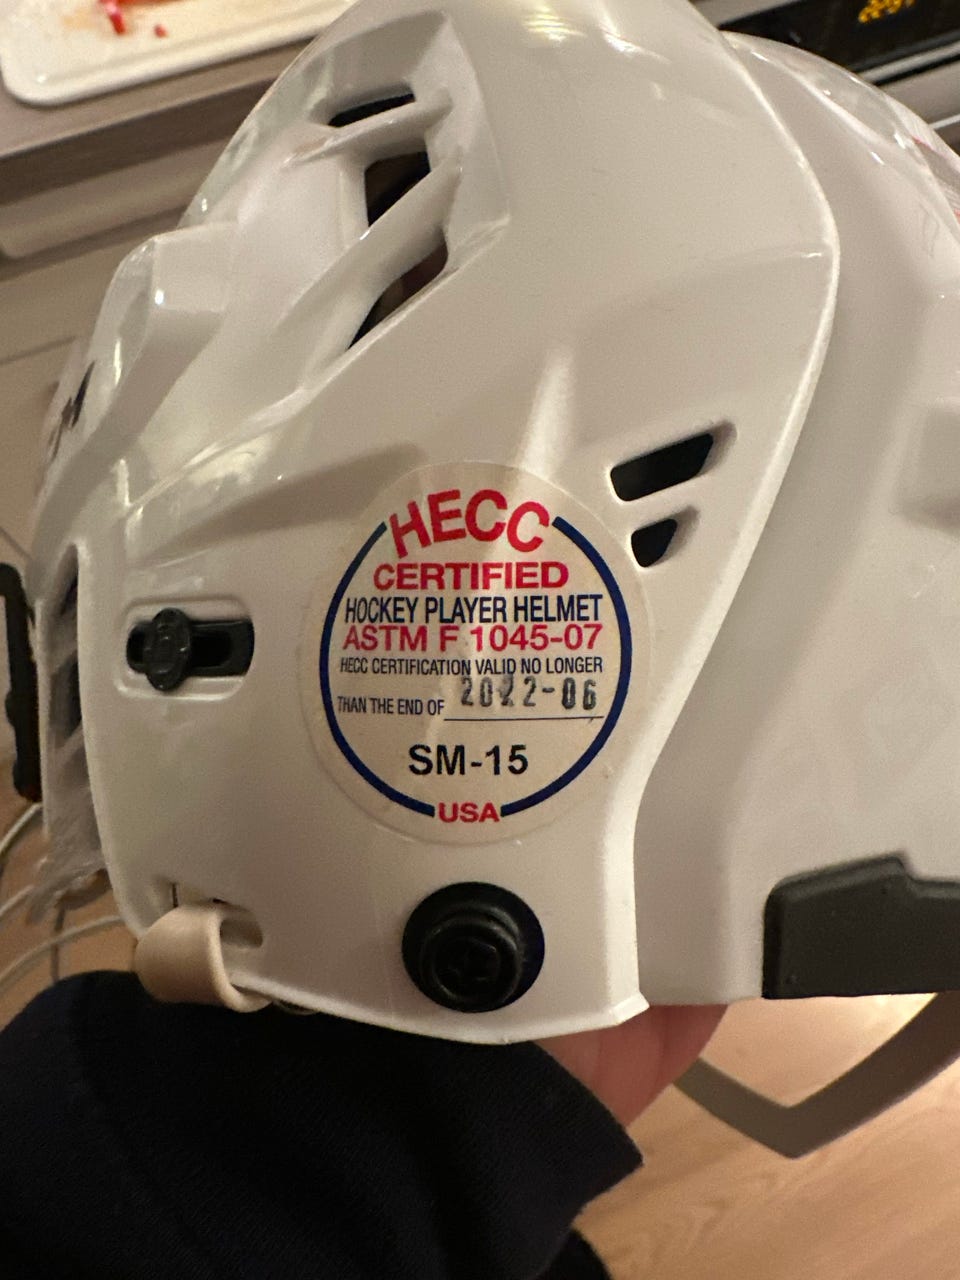 HECC
CERTIFIED
HOCKEY PLAYER HELMET
ASTM F 1045-07
HECC CERTIFICATION VALID NO LONGER
THAN THE END OF 2022-06
SM-15
USA